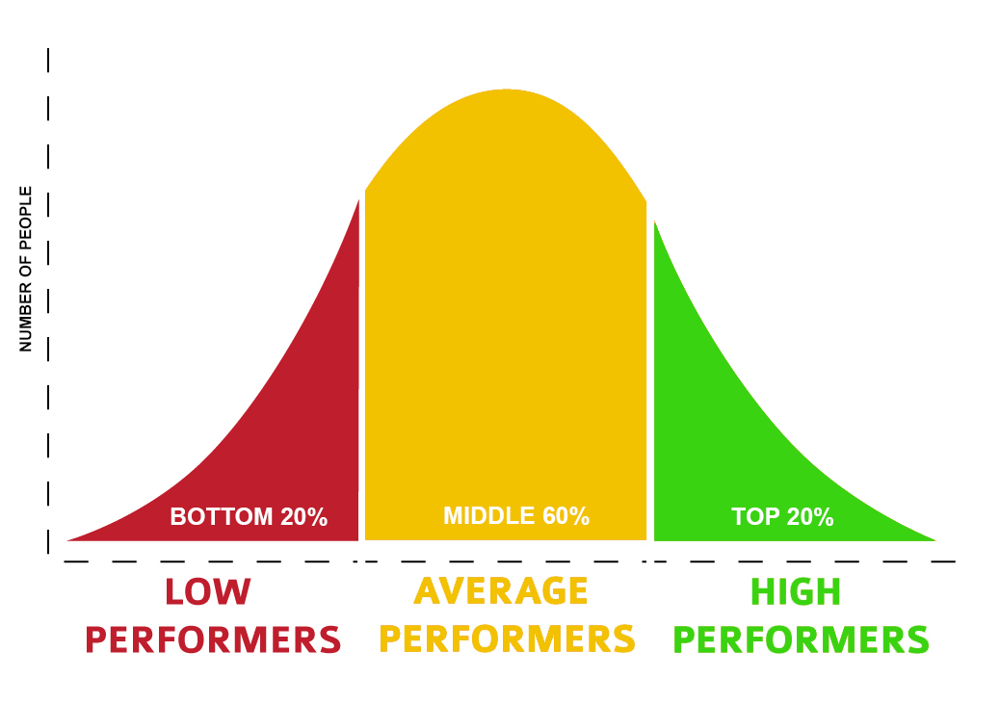 NUMBER OF PEOPLE
BOTTOM 20%
MIDDLE 60%
TOP 20%
LOW
PERFORMERS
AVERAGE
PERFORMERS
HIGH
PERFORMERS